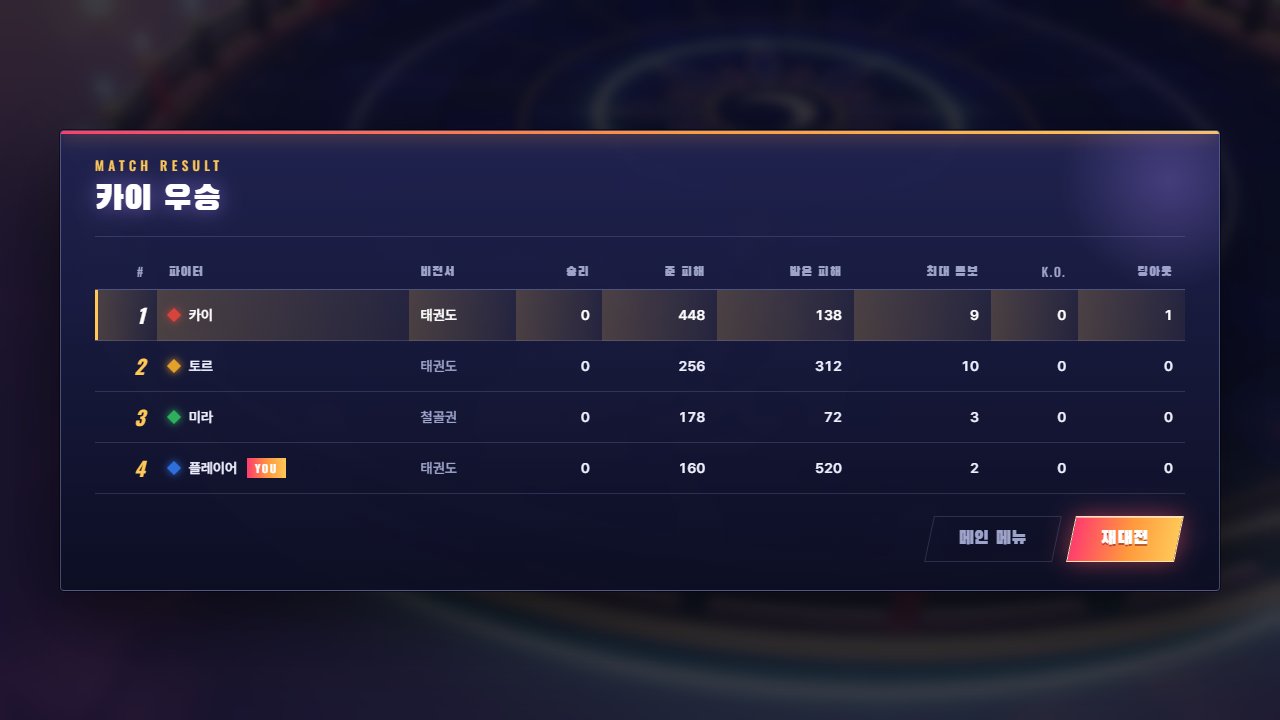 MATCH RESULT
카이 우승
# 파이터 비전서 승리 준 피해 받은 피해 최대 콤보 K.O. 링아웃
1 카이 태권도 0 448 138 9 0 1
2 토르 태권도 0 256 312 10 0 0
3 미라 철골권 0 178 72 3 0 0
4 플레이어 YOU 태권도 0 160 520 2 0 0
메인 메뉴 재대전